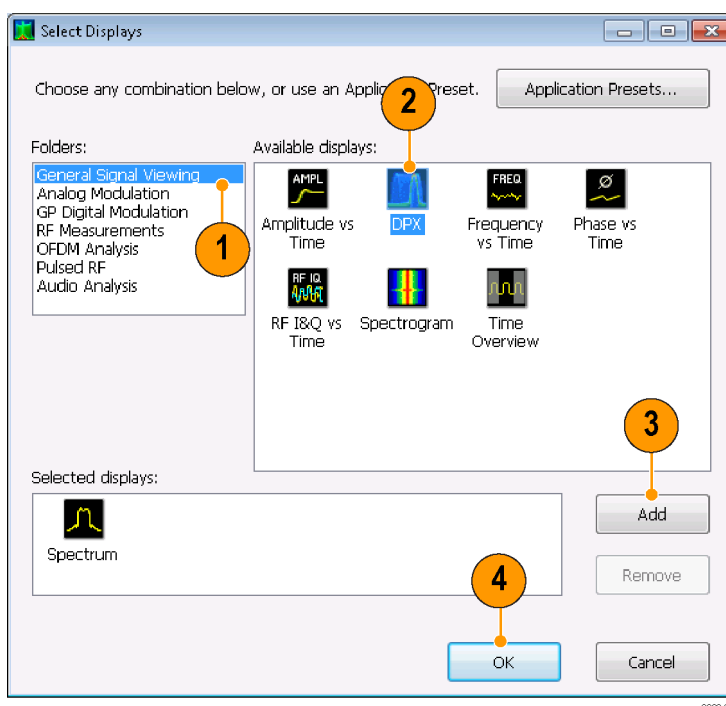 Select Displays
Choose any combination below, or use an Applic Preset.
Application Presets...
Folders:
General Signal Viewing
Analog Modulation
GP Digital Modulation
RF Measurements
OFDM Analysis
Pulsed RF
Audio Analysis
1
2
Available displays:
AMPL
Amplitude vs
Time
DPX
FREQ
Frequency
vs Time
Ø
Phase vs
Time
RF IQ
RF I&Q vs
Time
Spectrogram
Time
Overview
3
Selected displays:
Spectrum
Add
Remove
4
OK
Cancel